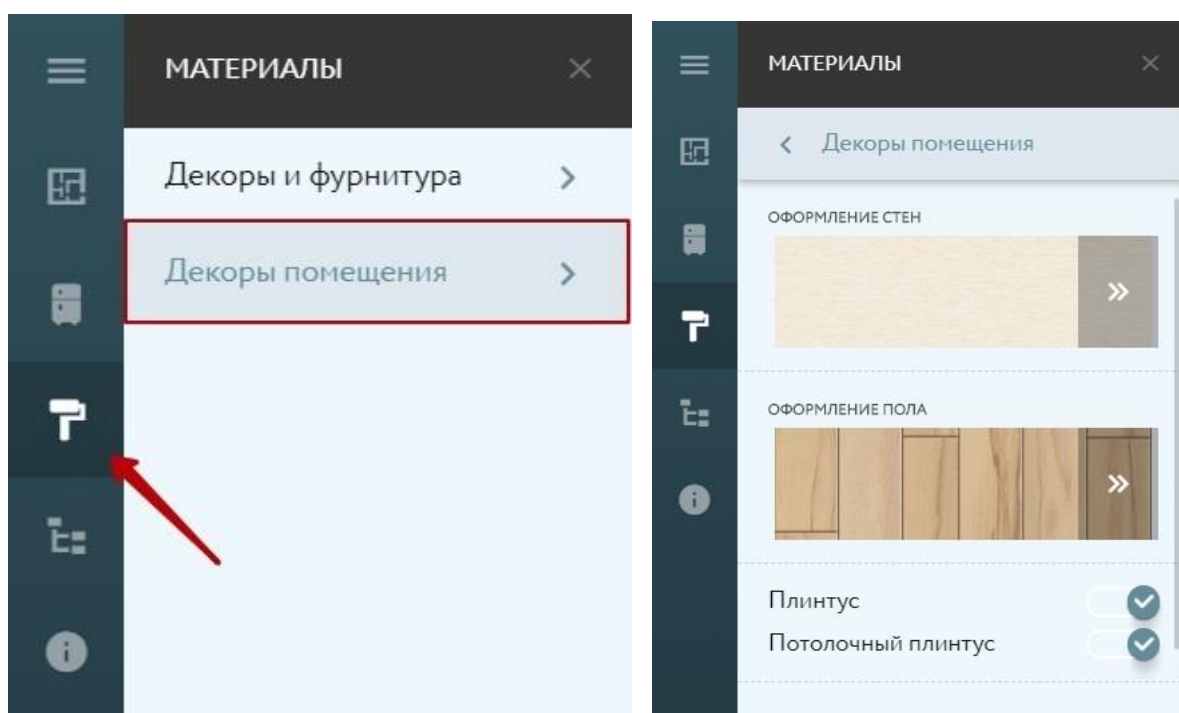 МАТЕРИАЛЫ
Декоры и фурнитура
Декоры помещения
МАТЕРИАЛЫ
Декоры помещения
ОФОРМЛЕНИЕ СТЕН
ОФОРМЛЕНИЕ ПОЛА
Плинтус
Потолочный плинтус